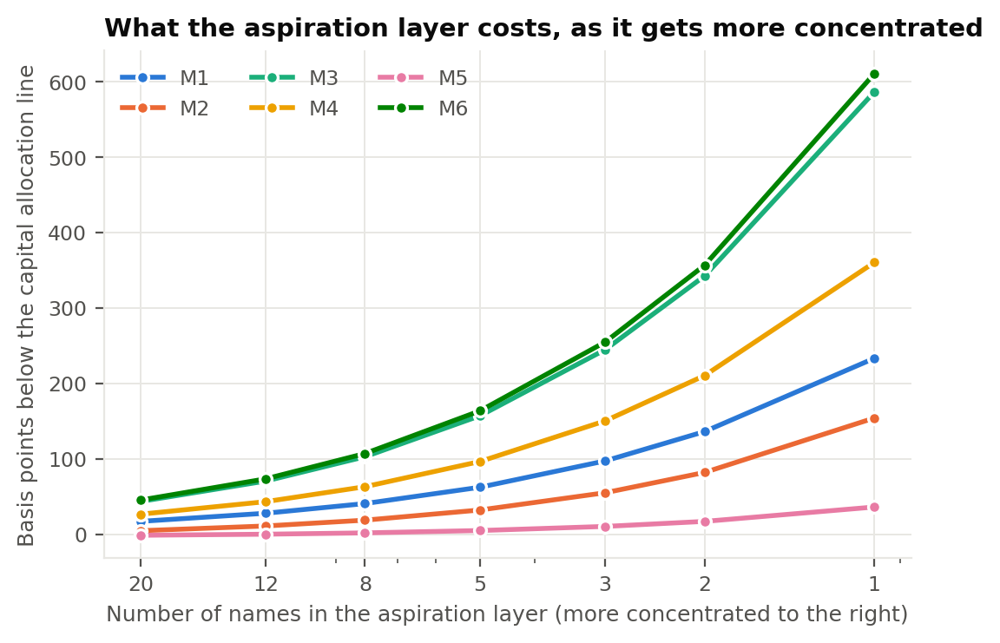 What the aspiration layer costs, as it gets more concentrated
Basis points below the capital allocation line
M1
M3
M5
M2
M4
M6
600
500
400
300
200
100
0
20
12
8
5
3
2
1
Number of names in the aspiration layer (more concentrated to the right)